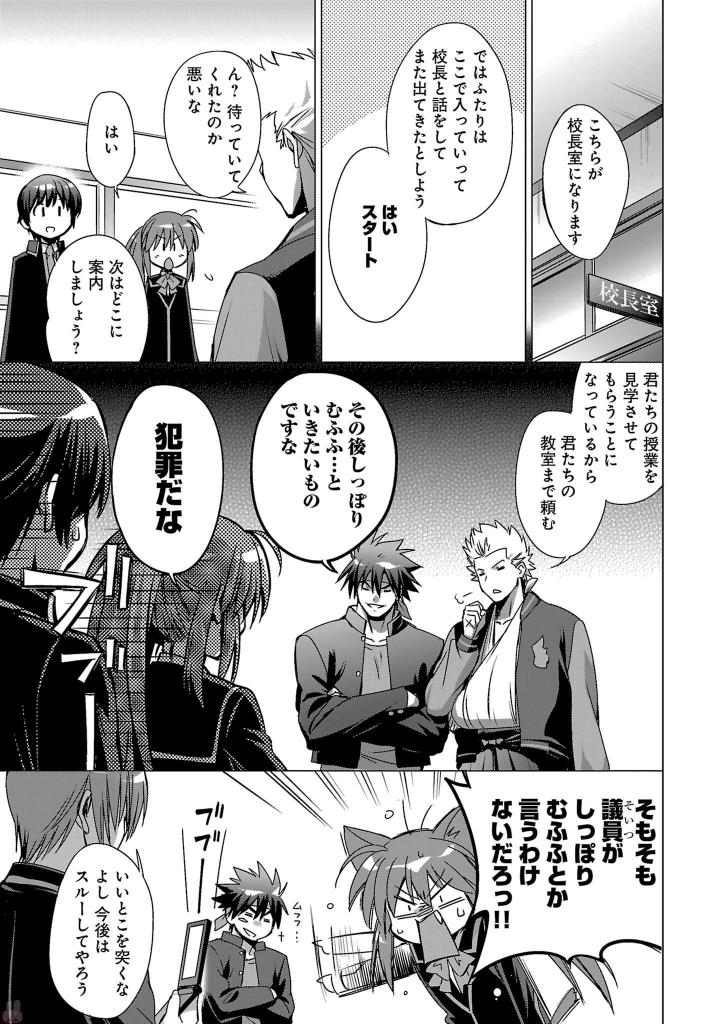 こちらが
校長室になります
校長室
ではふたりは
ここで入っていって
校長と話をして
また出てきたとしよう
はい
スタート
ん？待っていて
くれたのか
悪いな
はい
次はどこに
案内
しましょう？
君たちの授業を
見学させて
もらうことに
なっているから
君たちの
教室まで頼む
その後しっぽり
むふふ…と
いきたいもの
ですな
犯罪だな
そもそも
議員が
そいつ
しっぽり
むふふとか
言うわけ
ないだろっ!!
ムフフ…
いいとこを突くな
よし 今後は
スルーしてやろう